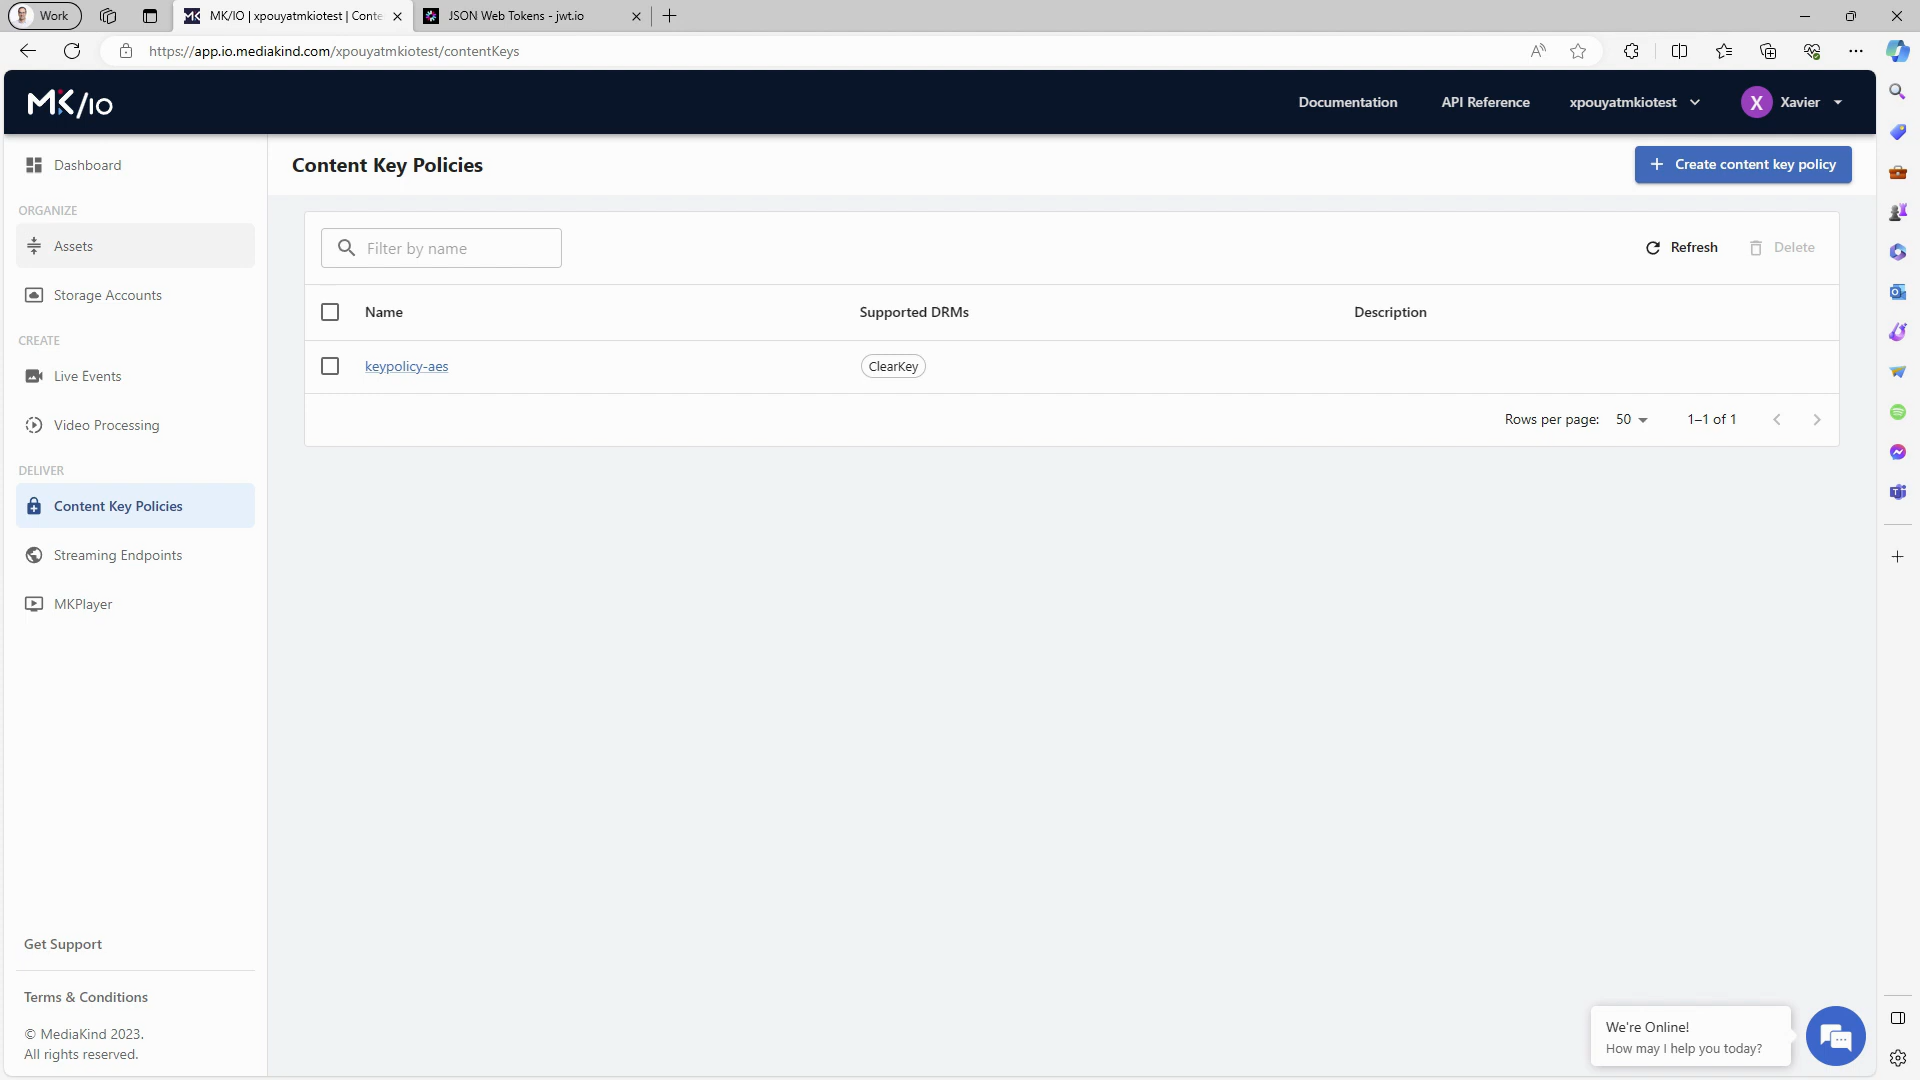 Work
MK/IO | xpouyatmkiotest | Conte
JSON Web Tokens - jwt.io
https://app.io.mediakind.com/xpouyatmkiotest/contentKeys
MK/IO
Documentation
API Reference
xpouyatmkiotest
X
Xavier
Dashboard
ORGANIZE
Assets
Storage Accounts
CREATE
Live Events
Video Processing
DELIVER
Content Key Policies
Streaming Endpoints
MKPlayer
Get Support
Terms & Conditions
© MediaKind 2023.
All rights reserved.
Content Key Policies
+ Create content key policy
Filter by name
Refresh
Delete
Name
Supported DRMs
Description
keypolicy-aes
ClearKey
Rows per page:
50
1–1 of 1
We're Online!
How may I help you today?